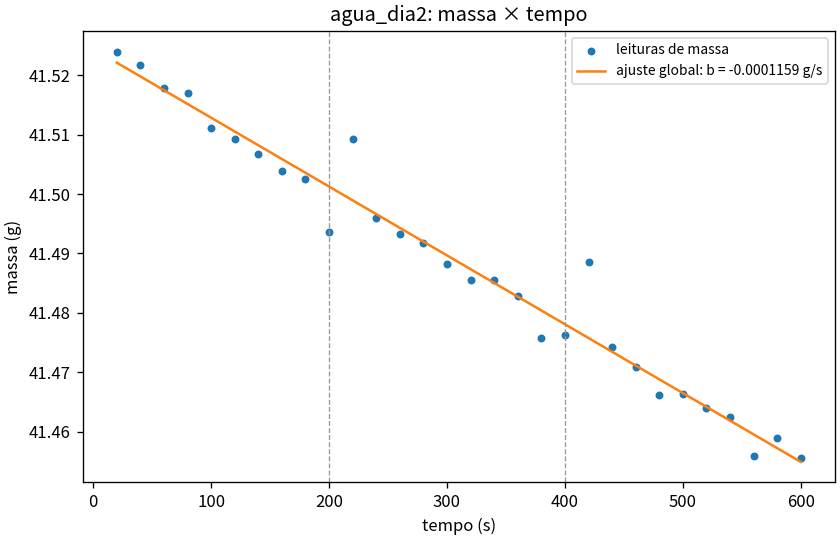 agua_dia2: massa × tempo
leituras de massa
ajuste global: b = -0.0001159 g/s
massa (g)
41.52
41.51
41.50
41.49
41.48
41.47
41.46
0 100 200 300 400 500 600
tempo (s)